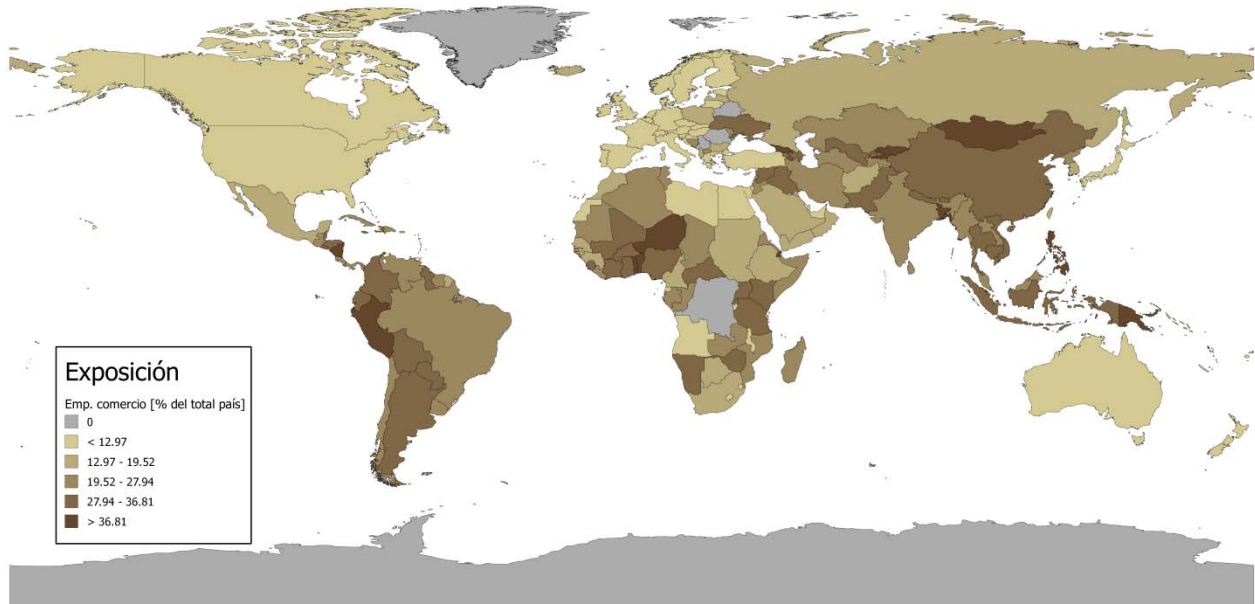 Exposición
Emp. comercio [% del total país]
0
< 12.97
12.97 - 19.52
19.52 - 27.94
27.94 - 36.81
> 36.81